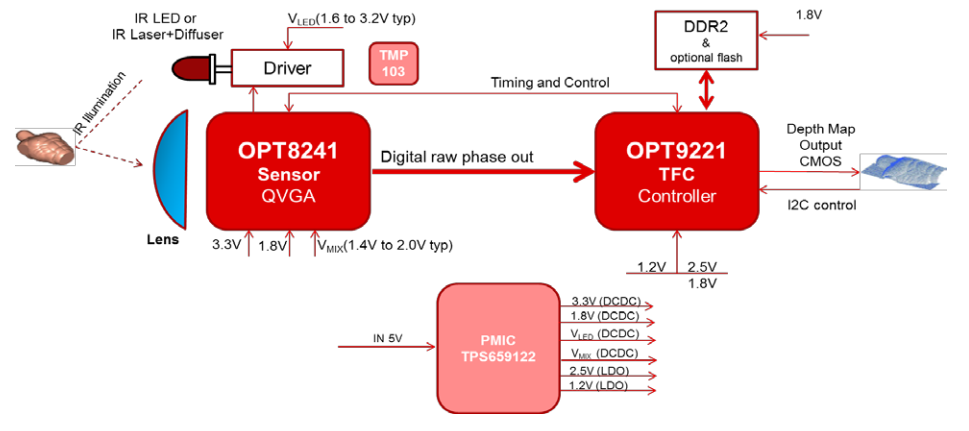 IR LED or
IR Laser+Diffuser
VLED(1.6 to 3.2V typ)
Driver
TMP
103
DDR2
&
optional flash
1.8V
IR Illumination
Timing and Control
OPT8241
Sensor
QVGA
Digital raw phase out
OPT9221
TFC
Controller
Depth Map
Output
CMOS
I2C control
Lens
3.3V
1.8V
VMIX(1.4V to 2.0V typ)
1.2V
2.5V
1.8V
IN 5V
PMIC
TPS659122
3.3V (DCDC)
1.8V (DCDC)
VLED (DCDC)
VMIX (DCDC)
2.5V (LDO)
1.2V (LDO)